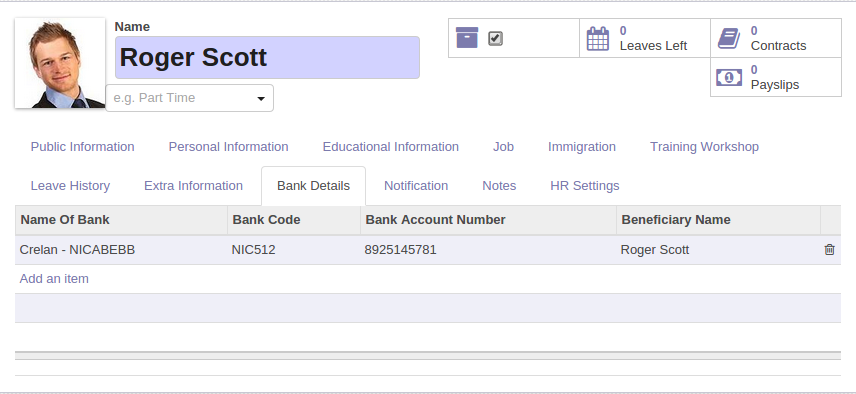 Name
Roger Scott
e.g. Part Time
0
Leaves Left
0
Contracts
0
Payslips
Public Information Personal Information Educational Information Job Immigration Training Workshop
Leave History Extra Information Bank Details Notification Notes HR Settings
Name Of Bank Bank Code Bank Account Number Beneficiary Name
Crelan - NICABEBB NIC512 8925145781 Roger Scott
Add an item